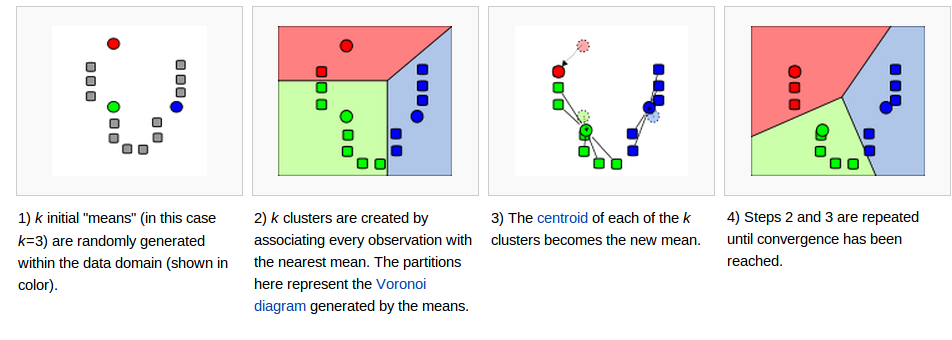 1) k initial "means" (in this case
k=3) are randomly generated
within the data domain (shown in
color).
2) k clusters are created by
associating every observation with
the nearest mean. The partitions
here represent the Voronoi
diagram generated by the means.
3) The centroid of each of the k
clusters becomes the new mean.
4) Steps 2 and 3 are repeated
until convergence has been
reached.